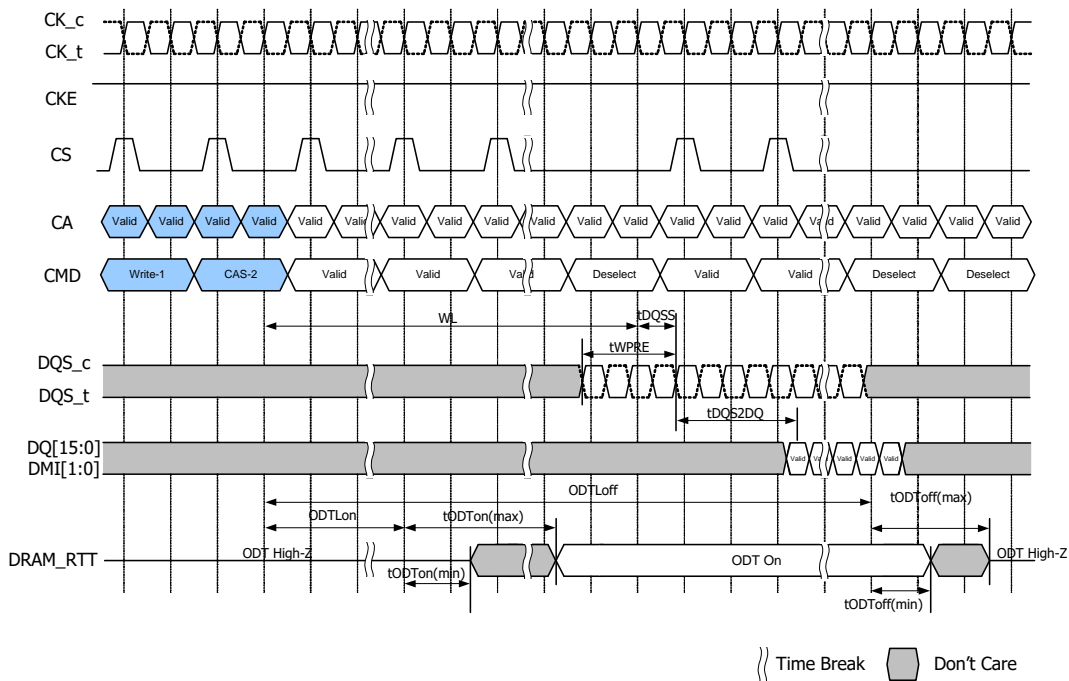 CK_c
CK_t
CKE
CS
CA Valid Valid Valid Valid Valid Valid Valid Valid Valid Valid Valid Valid Valid Valid Valid Valid Valid Valid Valid Valid
CMD Write-1 CAS-2 Valid Valid Valid Deselect Valid Valid Deselect Deselect
WL tDQSS
tWPRE
DQS_c
DQS_t
tDQS2DQ
DQ[15:0]
DMI[1:0] Valid Valid Valid Valid Valid
ODTLoff
tODToff(max)
ODTLon tODTon(max)
DRAM_RTT ODT High-Z ODT On ODT High-Z
tODTon(min)
tODToff(min)
Time Break Don't Care